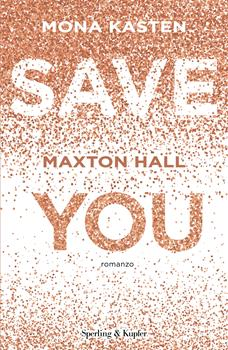 MONA KASTEN
SAVE
MAXTON HALL
YOU
romanzo
Sperling & Kupfer